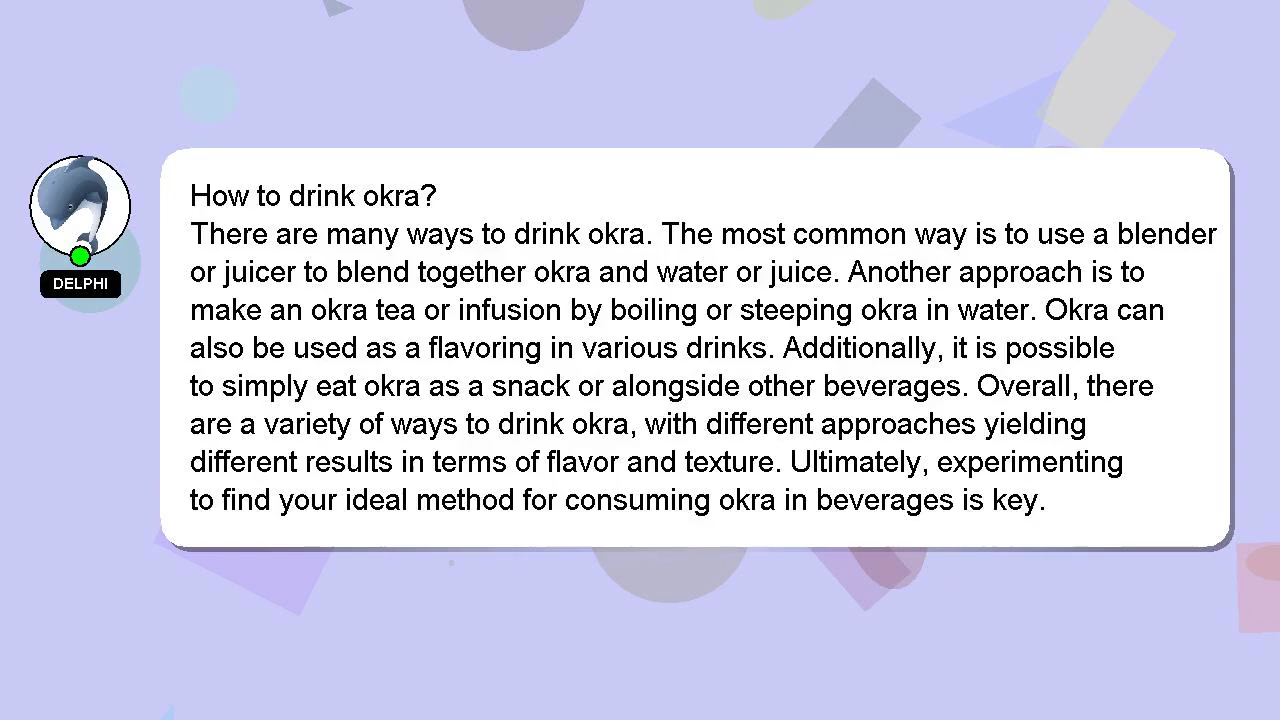 How to drink okra?
There are many ways to drink okra. The most common way is to use a blender
or juicer to blend together okra and water or juice. Another approach is to
make an okra tea or infusion by boiling or steeping okra in water. Okra can
also be used as a flavoring in various drinks. Additionally, it is possible
to simply eat okra as a snack or alongside other beverages. Overall, there
are a variety of ways to drink okra, with different approaches yielding
different results in terms of flavor and texture. Ultimately, experimenting
to find your ideal method for consuming okra in beverages is key.
DELPHI